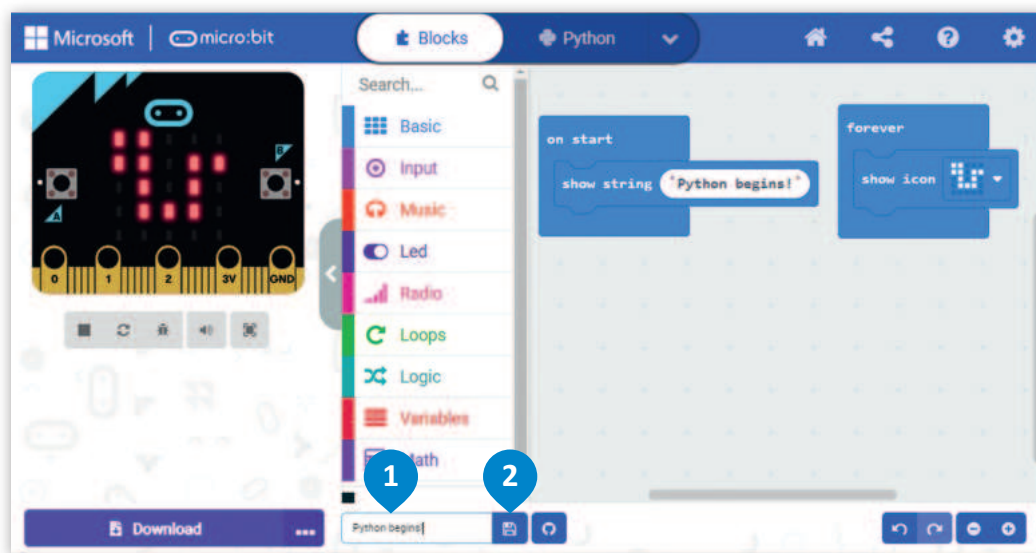 Microsoft | micro:bit
Blocks
Python
Search...
Basic
Input
Music
Led
Radio
Loops
Logic
Variables
Math
on start
show string "Python begins!"
forever
show icon
A
B
0 1 2 3V GND
1
2
Download ...
Python begins!